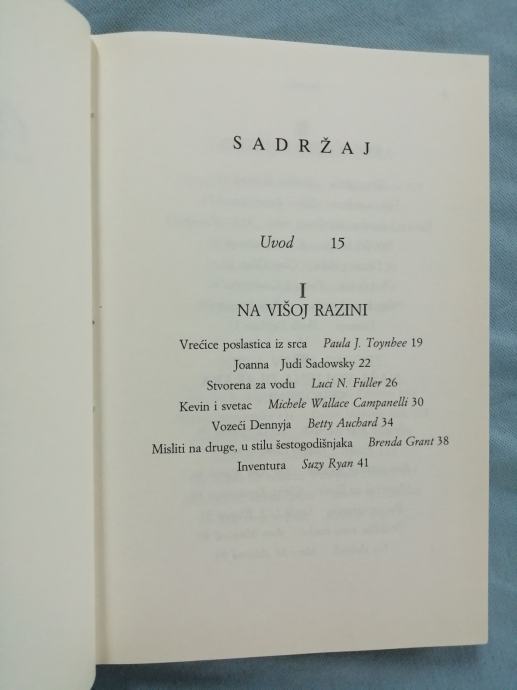 SADRŽAJ
Uvod 15
I
NA VIŠOJ RAZINI
Vrećice poslastica iz srca Paula J. Toynbee 19
Joanna Judi Sadowsky 22
Stvorena za vodu Luci N. Fuller 26
Kevin i svetac Michele Wallace Campanelli 30
Vozeći Dennyja Betty Auchard 34
Misliti na druge, u stilu šestogodišnjaka Brenda Grant 38
Inventura Suzy Ryan 41